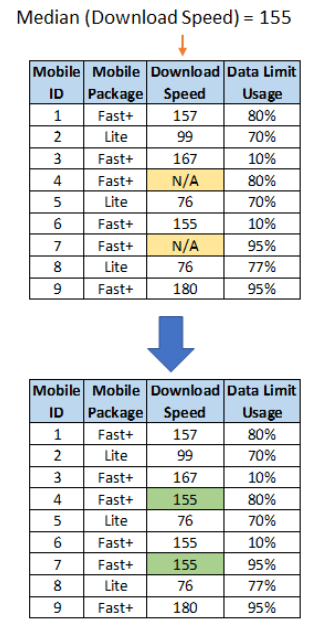 Median (Download Speed) = 155
Mobile Mobile Download Data Limit
ID Package Speed Usage
1 Fast+ 157 80%
2 Lite 99 70%
3 Fast+ 167 10%
4 Fast+ N/A 80%
5 Lite 76 70%
6 Fast+ 155 10%
7 Fast+ N/A 95%
8 Lite 76 77%
9 Fast+ 180 95%
Mobile Mobile Download Data Limit
ID Package Speed Usage
1 Fast+ 157 80%
2 Lite 99 70%
3 Fast+ 167 10%
4 Fast+ 155 80%
5 Lite 76 70%
6 Fast+ 155 10%
7 Fast+ 155 95%
8 Lite 76 77%
9 Fast+ 180 95%